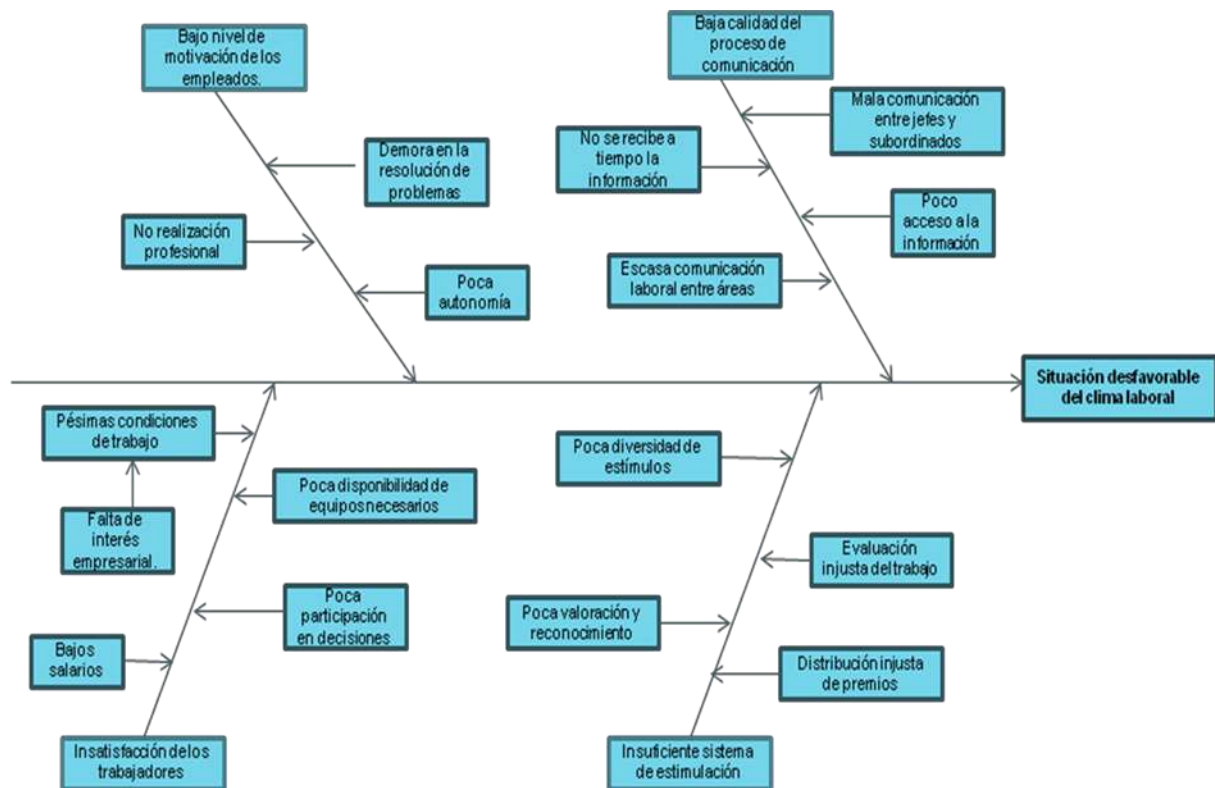 Bajo nivel de
motivación de los
empleados.
Baja calidad del
proceso de
comunicación
Mala comunicación
entre jefes y
subordinados
No se recibe a
tiempo la
información
Demora en la
resolución de
problemas
Poco
acceso a la
información
No realización
profesional
Escasa comunicación
laboral entre áreas
Poca
autonomía
Situación desfavorable
del clima laboral
Pésimas condiciones
de trabajo
Poca diversidad de
estímulos
Poca disponibilidad de
equipos necesarios
Falta de
interés
empresarial.
Evaluación
injusta del trabajo
Poca
participación
en decisiones
Poca valoración y
reconocimiento
Bajos
salarios
Distribución injusta
de premios
Insatisfacción de los
trabajadores
Insuficiente sistema
de estimulación